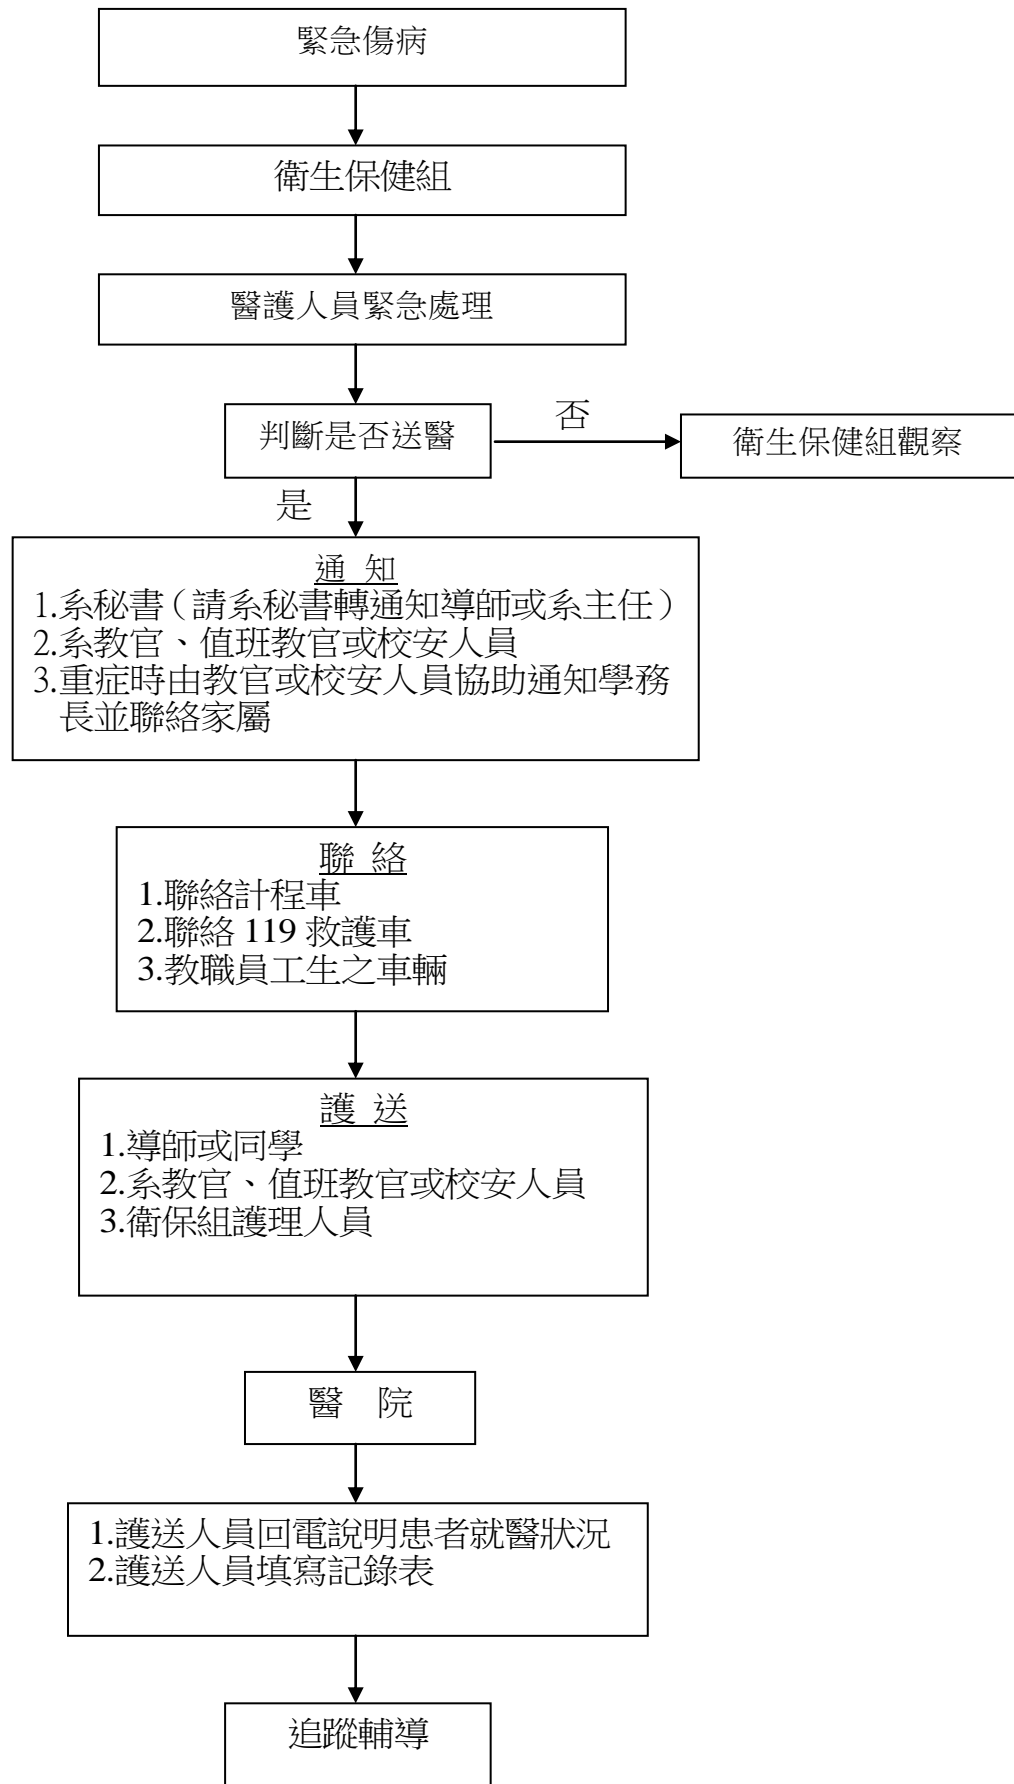 緊急傷病
衛生保健組
醫護人員緊急處理
判斷是否送醫
否
衛生保健組觀察
是
通 知
1.系秘書（請系秘書轉通知導師或系主任）
2.系教官、值班教官或校安人員
3.重症時由教官或校安人員協助通知學務
長並聯絡家屬
聯 絡
1.聯絡計程車
2.聯絡 119 救護車
3.教職員工生之車輛
護 送
1.導師或同學
2.系教官、值班教官或校安人員
3.衛保組護理人員
醫 院
1.護送人員回電說明患者就醫狀況
2.護送人員填寫記錄表
追蹤輔導